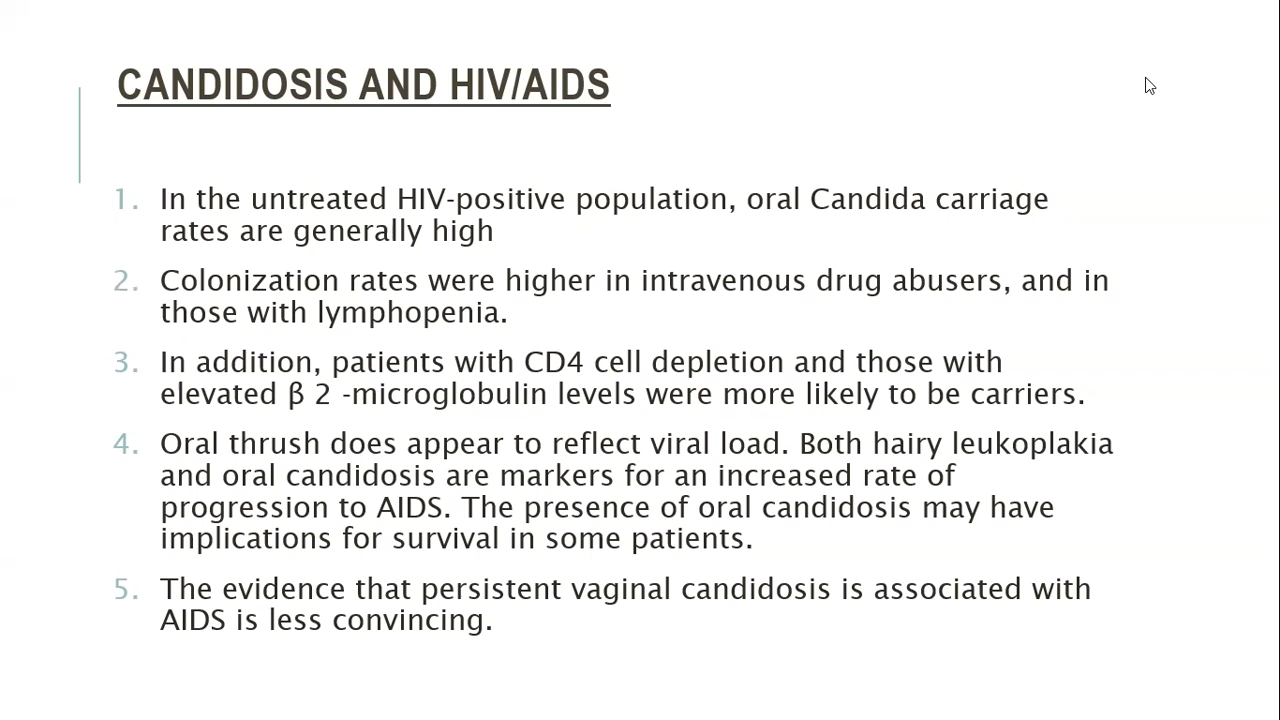 CANDIDOSIS AND HIV/AIDS
1. In the untreated HIV-positive population, oral Candida carriage
rates are generally high
2. Colonization rates were higher in intravenous drug abusers, and in
those with lymphopenia.
3. In addition, patients with CD4 cell depletion and those with
elevated β 2 -microglobulin levels were more likely to be carriers.
4. Oral thrush does appear to reflect viral load. Both hairy leukoplakia
and oral candidosis are markers for an increased rate of
progression to AIDS. The presence of oral candidosis may have
implications for survival in some patients.
5. The evidence that persistent vaginal candidosis is associated with
AIDS is less convincing.